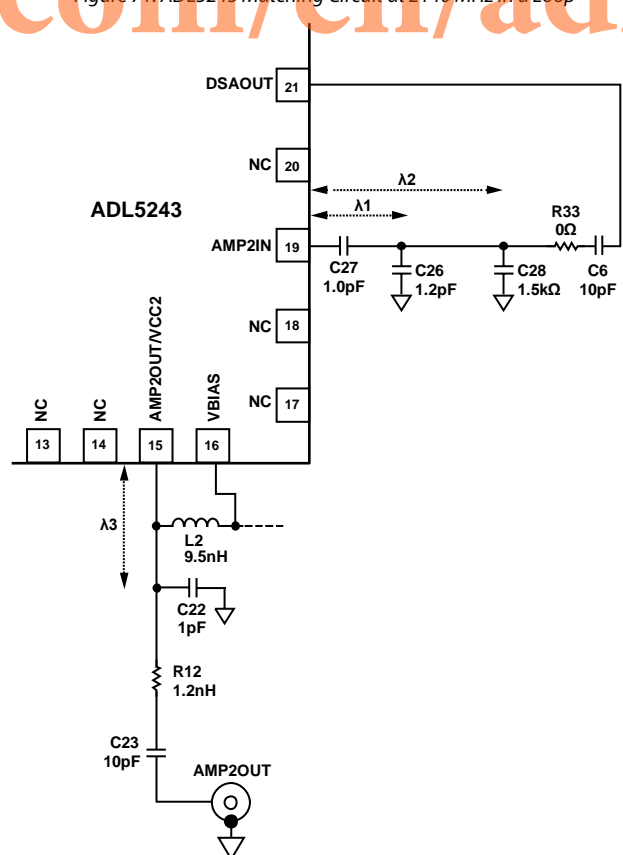 com/cn/ad
DSAOUT
21
NC
20
λ2
ADL5243
λ1
R33
0Ω
AMP2IN
19
C27
1.0pF
C26
1.2pF
C28
1.5kΩ
C6
10pF
NC
18
AMP2OUT/VCC2
VBIAS
NC
17
NC
NC
13
14
15
16
λ3
L2
9.5nH
C22
1pF
R12
1.2nH
C23
10pF
AMP2OUT